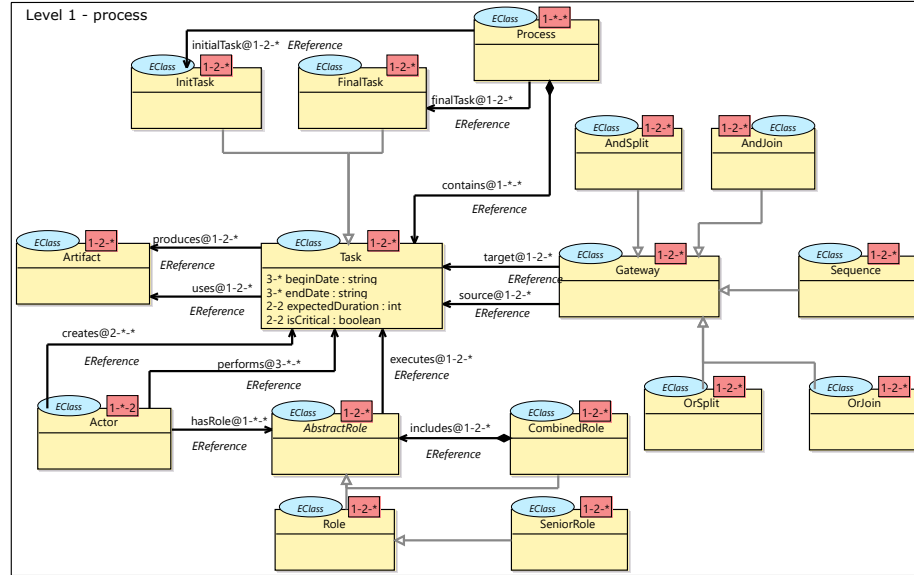 Level 1 - process
EClass 1-*-*
Process
initialTask@1-2-*
EReference
EClass 1-2-*
InitTask
EClass 1-2-*
FinalTask
finalTask@1-2-*
EReference
EClass 1-2-*
AndSplit
1-2-* EClass
AndJoin
contains@1-*-*
EReference
EClass 1-2-*
Artifact
produces@1-2-*
EReference
uses@1-2-*
EReference
EClass 1-2-*
Task
3-* beginDate : string
3-* endDate : string
2-2 expectedDuration : int
2-2 isCritical : boolean
target@1-2-*
EReference
source@1-2-*
EReference
EClass 1-2-*
Gateway
EClass 1-2-*
Sequence
creates@2-*-*
EReference
performs@3-*-*
EReference
executes@1-2-*
EReference
EClass 1-2-*
OrSplit
EClass 1-2-*
OrJoin
EClass 1-*-2
Actor
hasRole@1-*-*
EReference
EClass 1-2-*
AbstractRole
includes@1-2-*
EReference
EClass 1-2-*
CombinedRole
EClass 1-2-*
Role
EClass 1-2-*
SeniorRole